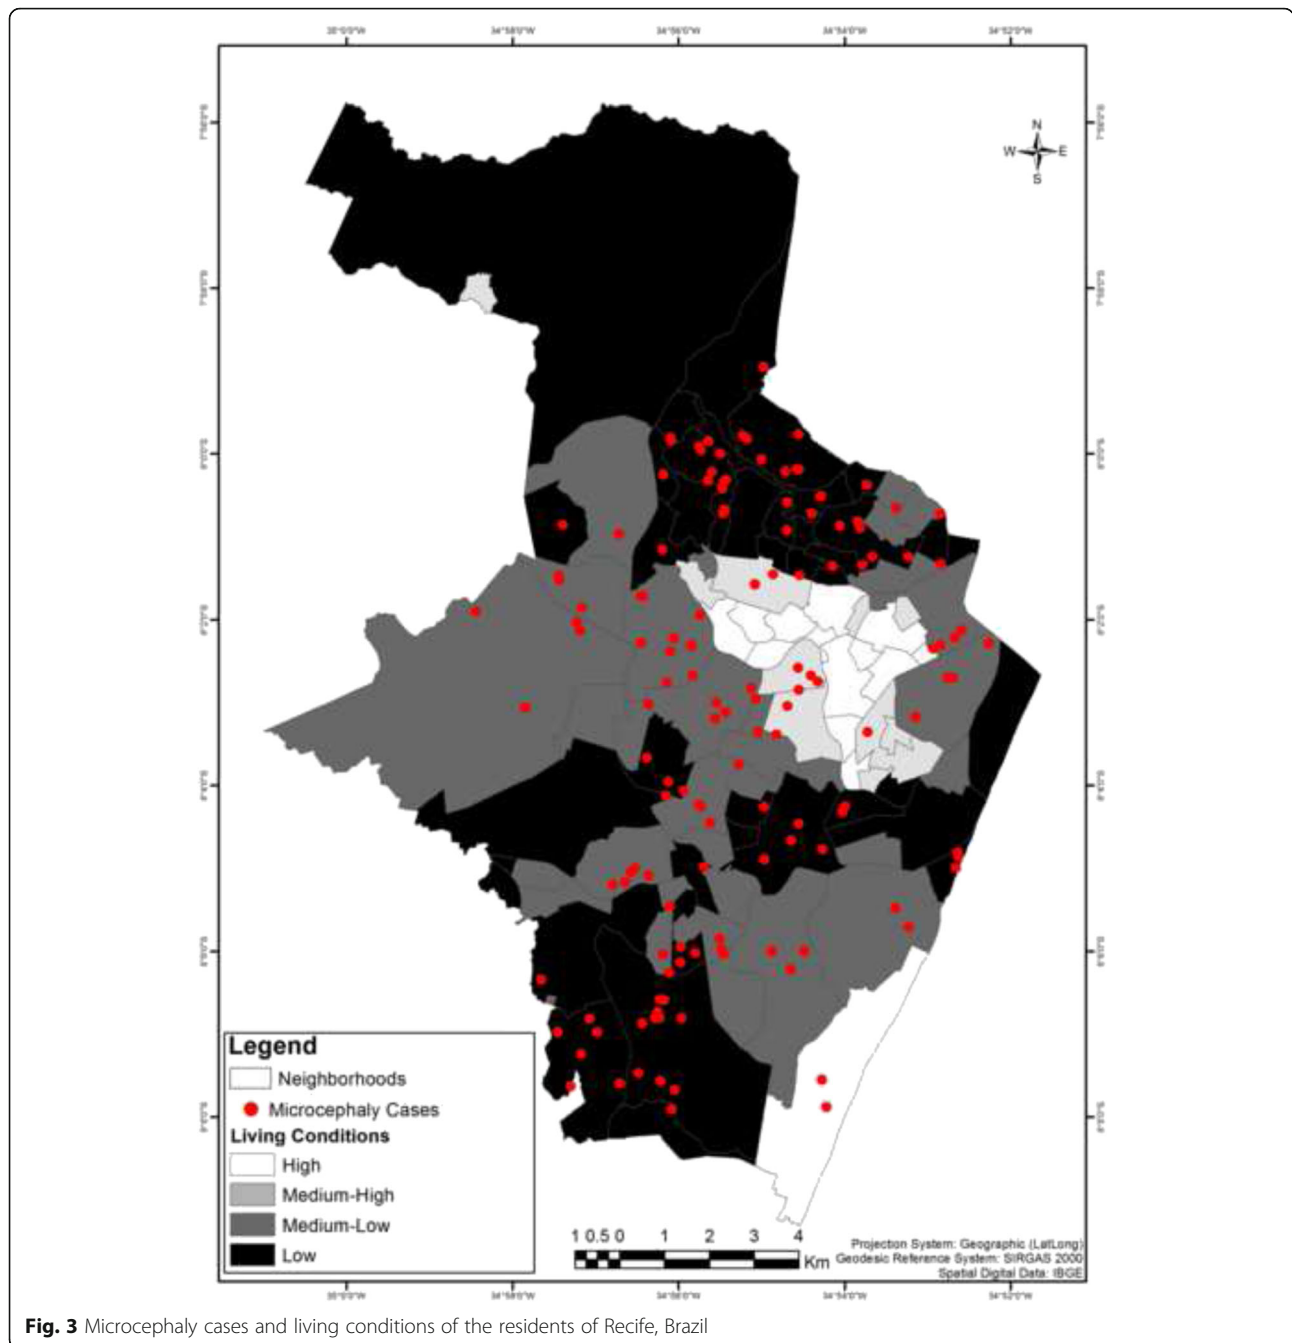 N
W E
S
Legend
Neighborhoods
Microcephaly Cases
Living Conditions
High
Medium-High
Medium-Low
Low
1 0.5 0 1 2 3 4
Km
Projection System: Geographic (LatLong)
Geodesic Reference System: SIRGAS 2000
Spatial Digital Data: IBGE
Fig. 3 Microcephaly cases and living conditions of the residents of Recife, Brazil